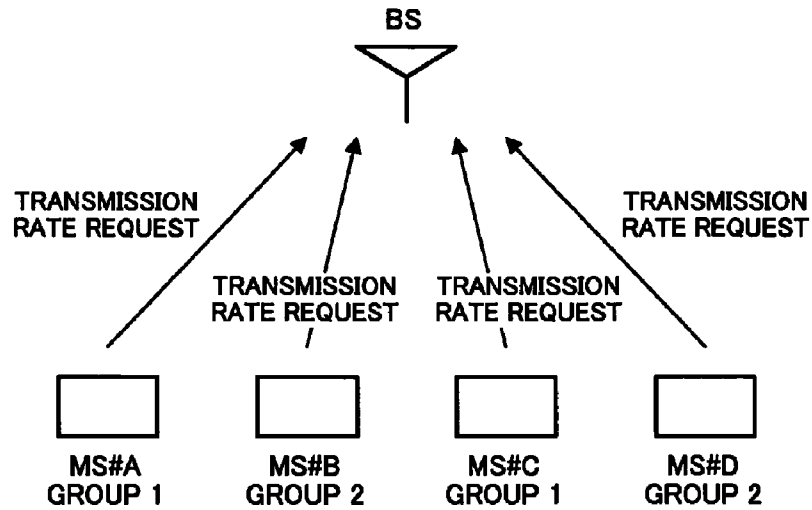 BS
TRANSMISSION
RATE REQUEST
TRANSMISSION
RATE REQUEST
TRANSMISSION
RATE REQUEST
TRANSMISSION
RATE REQUEST
MS#A
GROUP 1
MS#B
GROUP 2
MS#C
GROUP 1
MS#D
GROUP 2